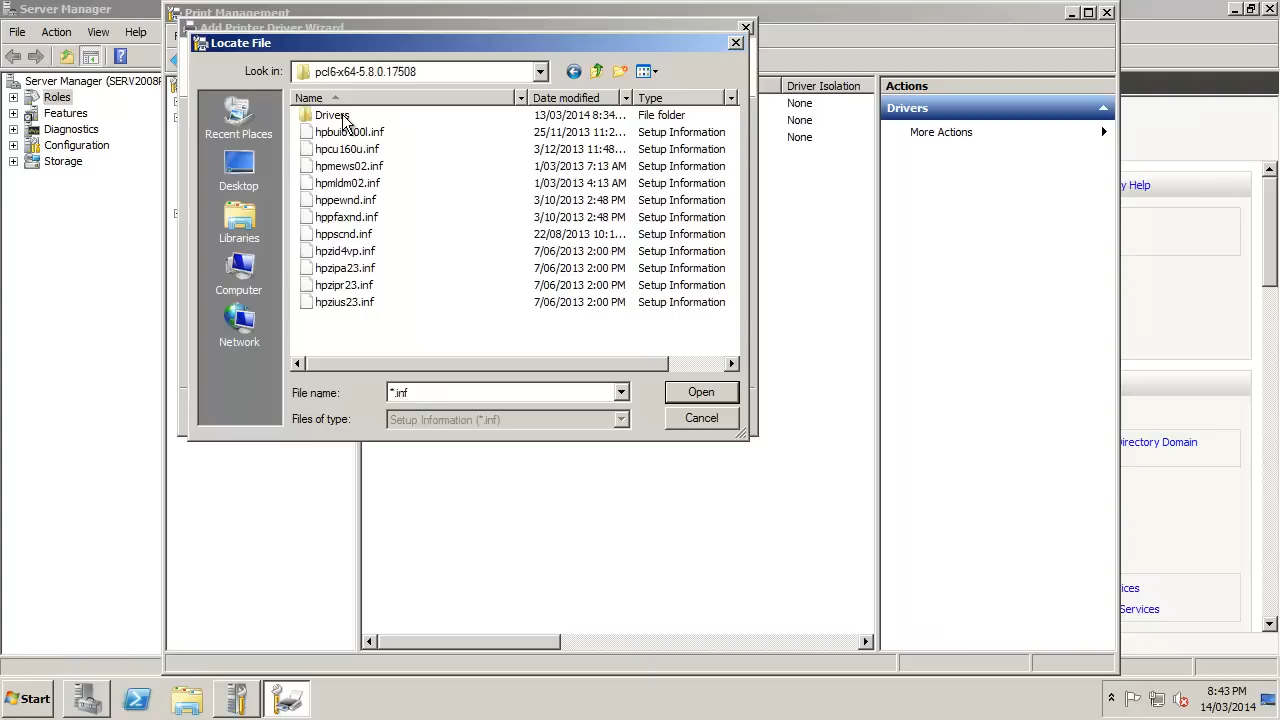 Server Manager
File Action View Help
Server Manager (SERV2008R
Roles
Features
Diagnostics
Configuration
Storage
Print Management
Add Printer Driver Wizard
Locate File
Look in: pcl6-x64-5.8.0.17508
Recent Places
Desktop
Libraries
Computer
Network
Name Date modified Type
Drivers 13/03/2014 8:34... File folder
25/11/2013 11:2... Setup Information
hpcu160u.inf 3/12/2013 11:48... Setup Information
hpmews02.inf 1/03/2013 7:13 AM Setup Information
hpmldm02.inf 1/03/2013 4:13 AM Setup Information
hppewnd.inf 3/10/2013 2:48 PM Setup Information
hppfaxnd.inf 3/10/2013 2:48 PM Setup Information
hppscnd.inf 22/08/2013 10:1... Setup Information
hpzid4vp.inf 7/06/2013 2:00 PM Setup Information
hpzipa23.inf 7/06/2013 2:00 PM Setup Information
hpzipr23.inf 7/06/2013 2:00 PM Setup Information
hpzius23.inf 7/06/2013 2:00 PM Setup Information
File name: *.inf Open
Files of type: Setup Information (*.inf) Cancel
Driver Isolation
None
None
None
Actions
Drivers
More Actions
y Help
irectory Domain
ices
Services
Start
8:43 PM
14/03/2014